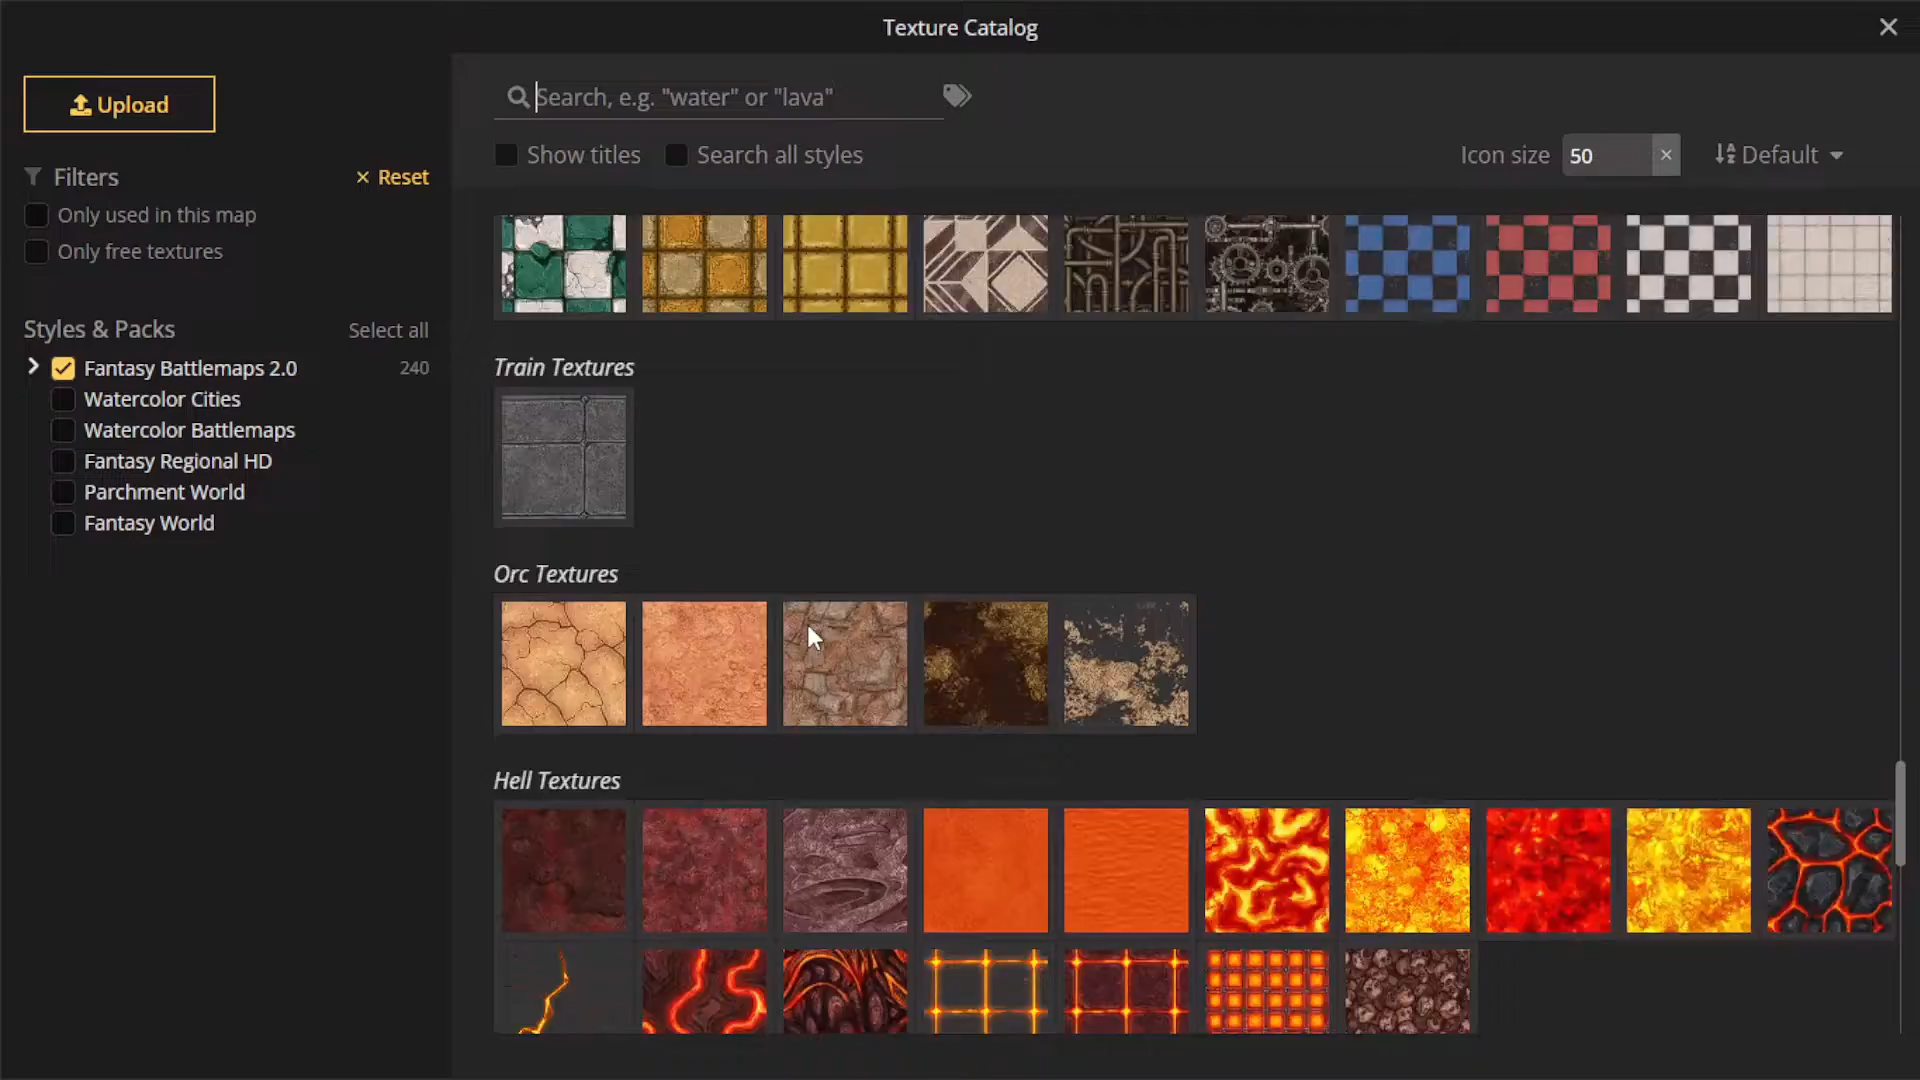 Texture Catalog
Upload
Search, e.g. "water" or "lava"
Show titles
Search all styles
Icon size
50
Default
Filters
Reset
Only used in this map
Only free textures
Styles & Packs
Select all
Fantasy Battlemaps 2.0
240
Watercolor Cities
Watercolor Battlemaps
Fantasy Regional HD
Parchment World
Fantasy World
Train Textures
Orc Textures
Hell Textures